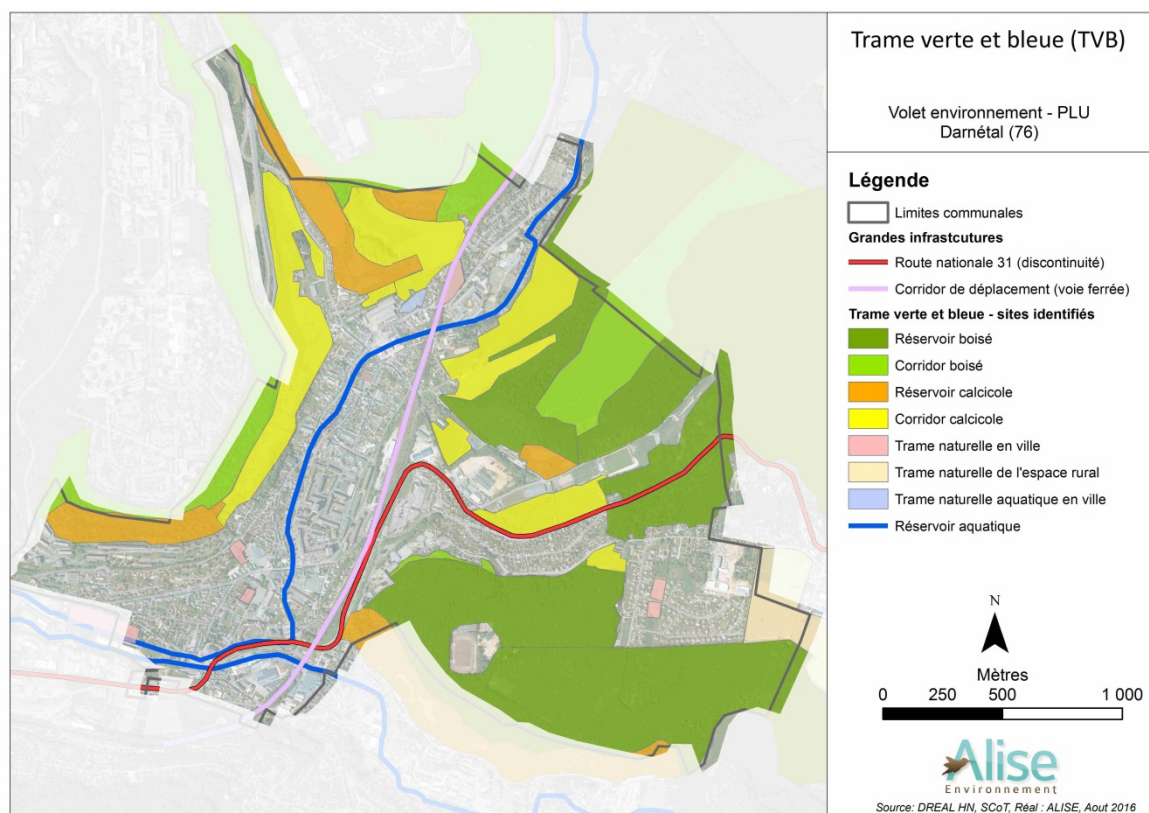 Trame verte et bleue (TVB)
Volet environnement - PLU
Darnétal (76)
Légende
Limites communales
Grandes infrastcutures
Route nationale 31 (discontinuité)
Corridor de déplacement (voie ferrée)
Trame verte et bleue - sites identifiés
Réservoir boisé
Corridor boisé
Réservoir calcicole
Corridor calcicole
Trame naturelle en ville
Trame naturelle de l'espace rural
Trame naturelle aquatique en ville
Réservoir aquatique
N
Mètres
0 250 500 1 000
Alise
Environnement
Source: DREAL HN, SCoT, Réal : ALISE, Aout 2016